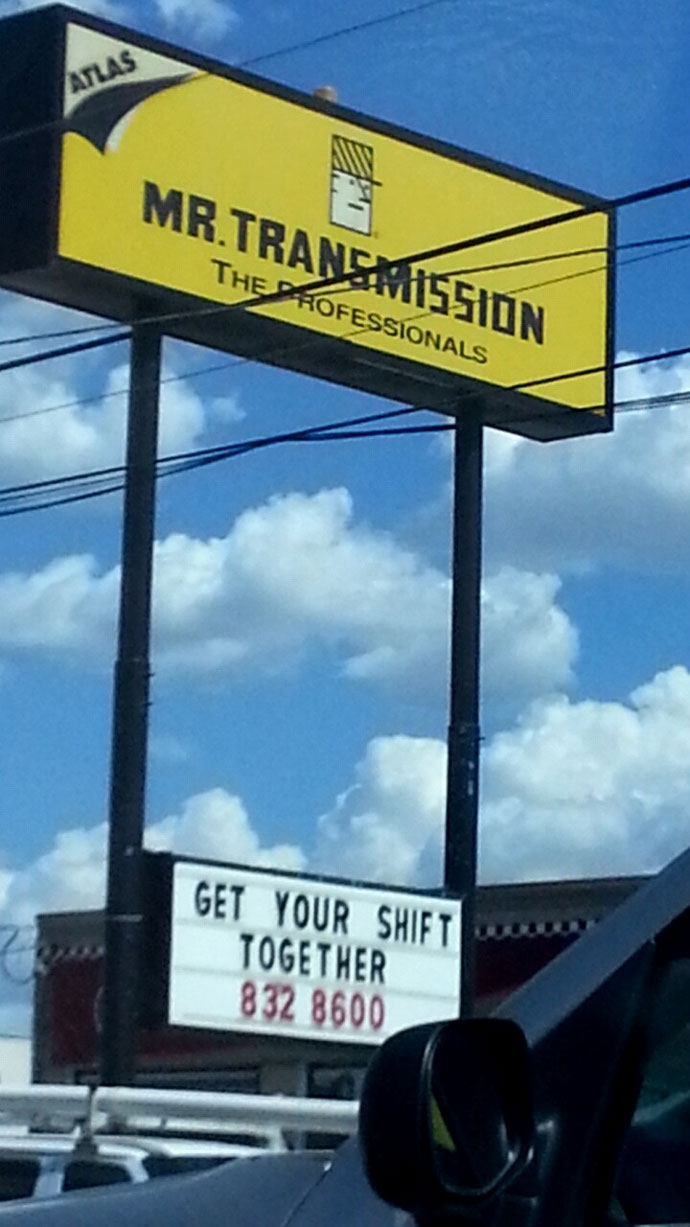 ATLAS
MR. TRANSMISSION
THE PROFESSIONALS
GET YOUR SHIFT
TOGETHER
832 8600